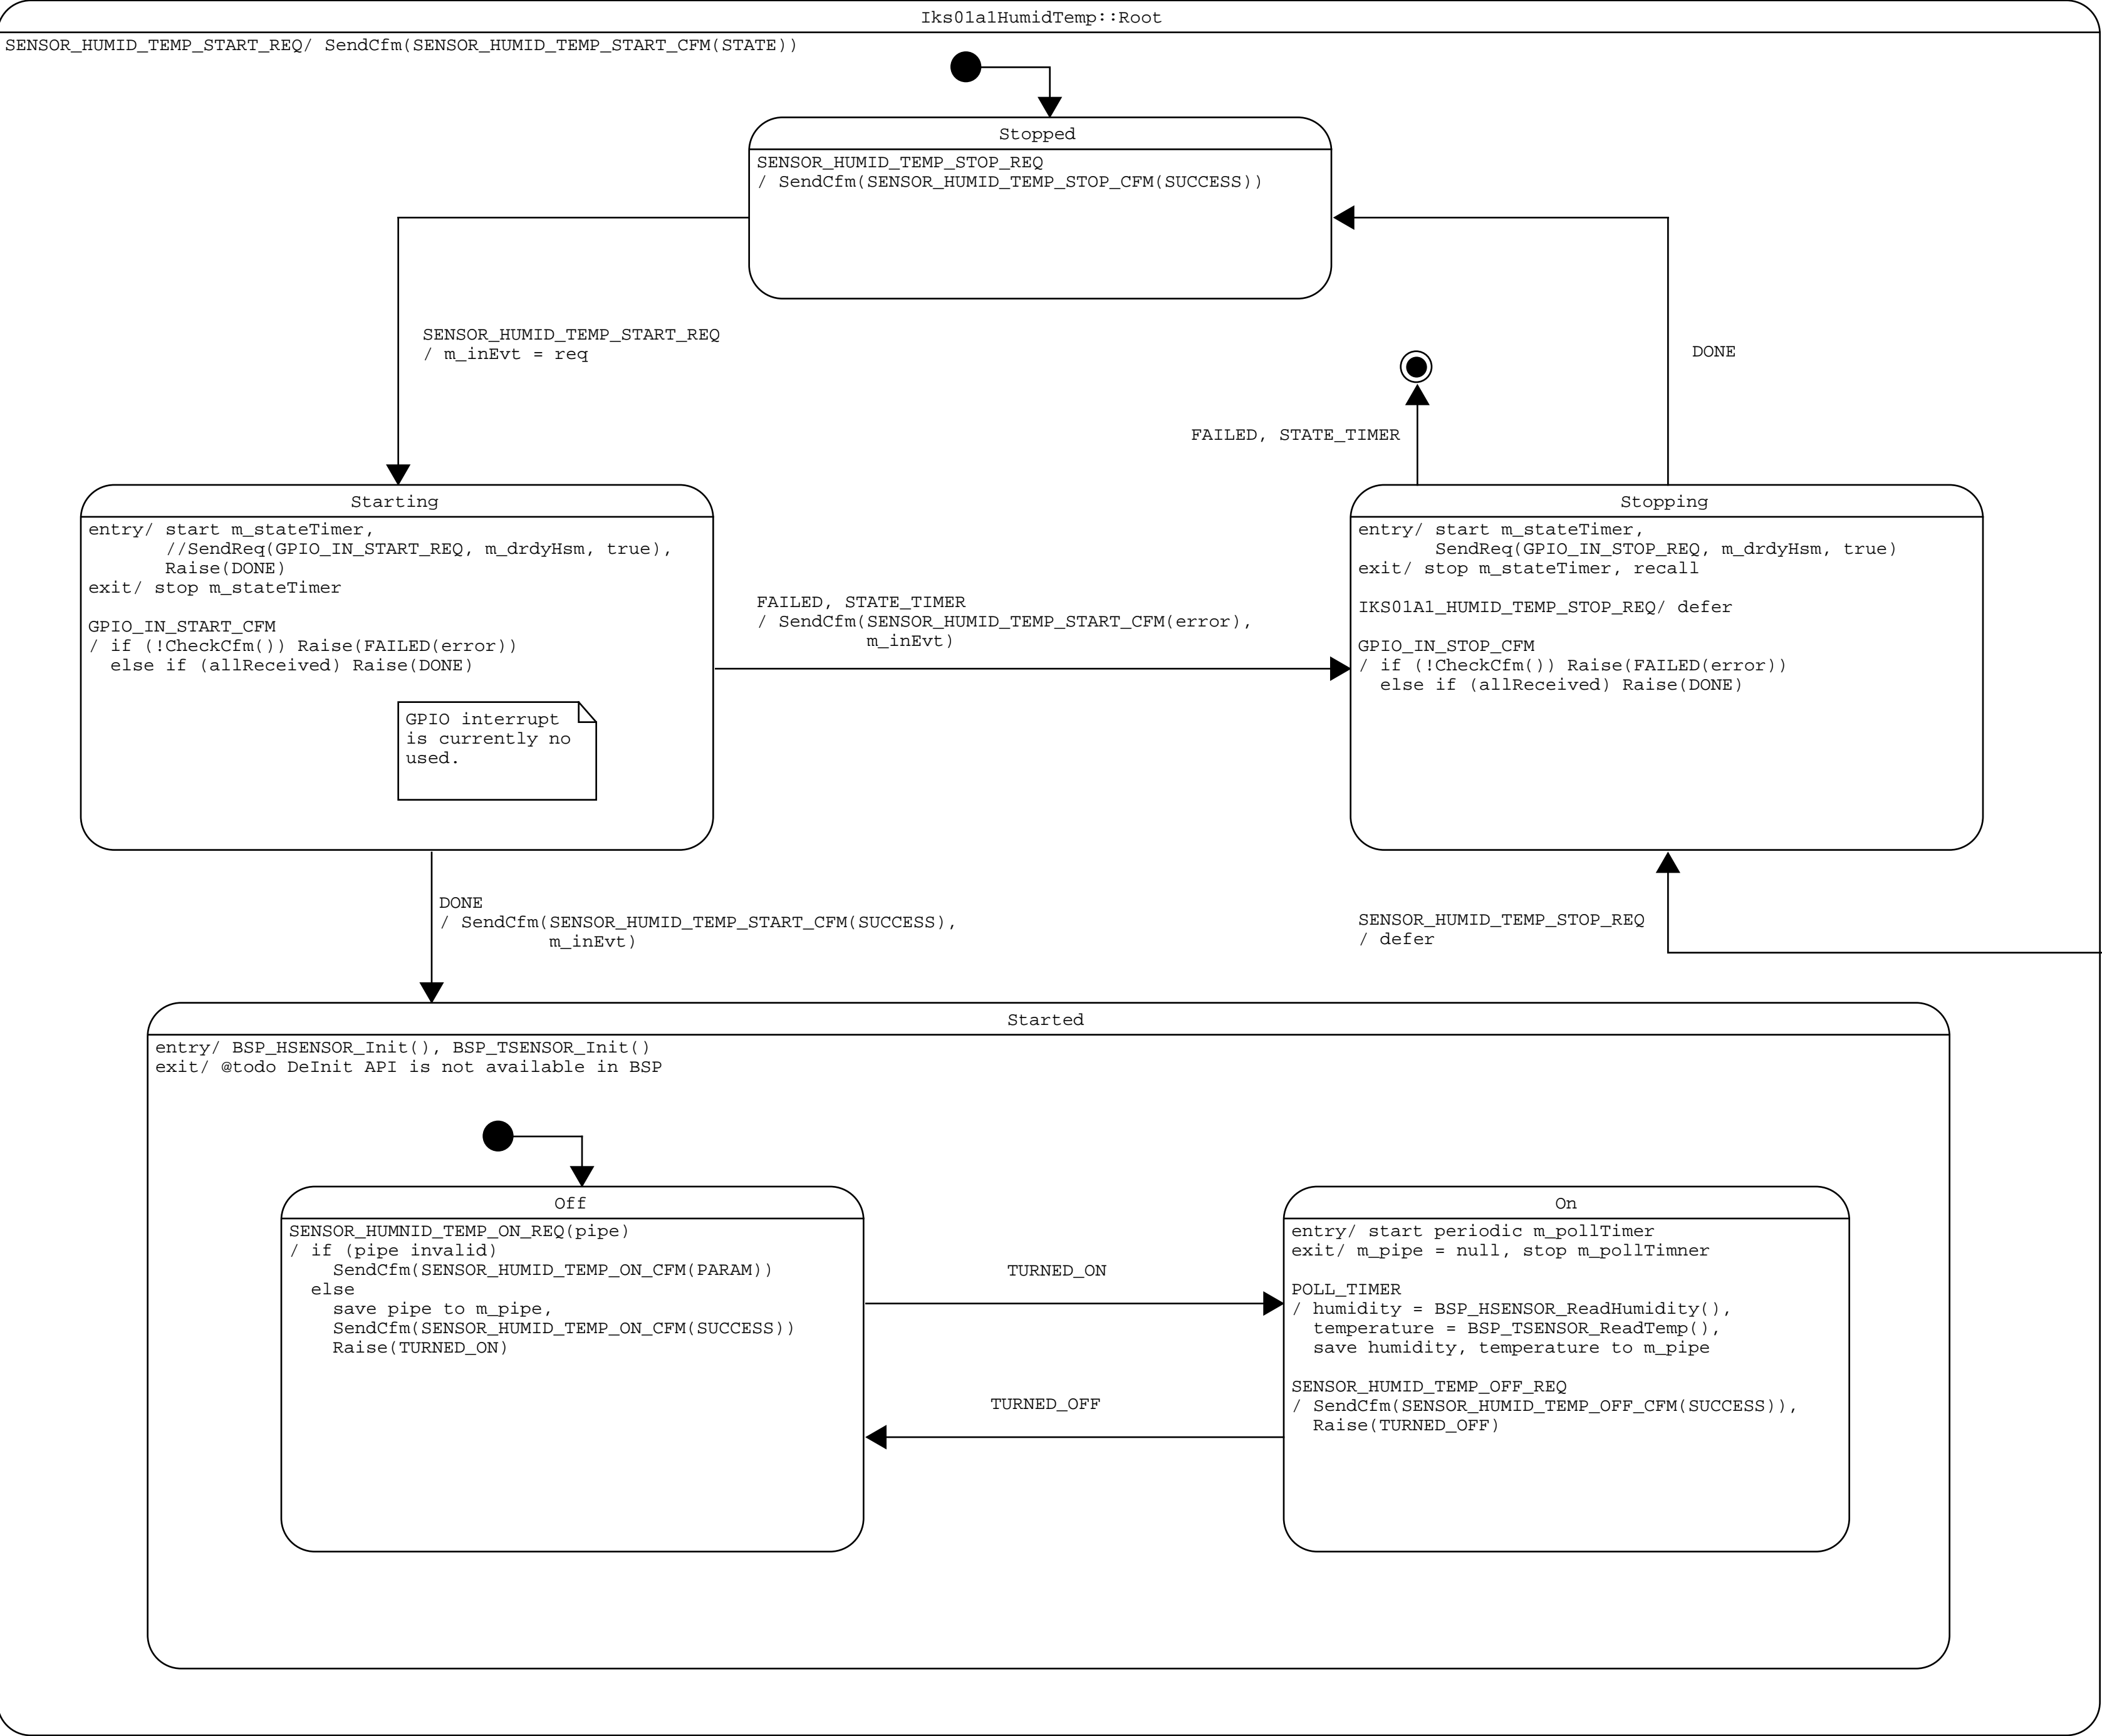 Iks01a1HumidTemp::Root
SENSOR_HUMID_TEMP_START_REQ/ SendCfm(SENSOR_HUMID_TEMP_START_CFM(STATE))
Stopped
SENSOR_HUMID_TEMP_STOP_REQ
/ SendCfm(SENSOR_HUMID_TEMP_STOP_CFM(SUCCESS))
SENSOR_HUMID_TEMP_START_REQ
/ m_inEvt = req
DONE
FAILED, STATE_TIMER
Starting
entry/ start m_stateTimer,
//SendReq(GPIO_IN_START_REQ, m_drdyHsm, true),
Raise(DONE)
exit/ stop m_stateTimer
GPIO_IN_START_CFM
/ if (!CheckCfm()) Raise(FAILED(error))
else if (allReceived) Raise(DONE)
GPIO interrupt
is currently no
used.
FAILED, STATE_TIMER
/ SendCfm(SENSOR_HUMID_TEMP_START_CFM(error),
m_inEvt)
Stopping
entry/ start m_stateTimer,
SendReq(GPIO_IN_STOP_REQ, m_drdyHsm, true)
exit/ stop m_stateTimer, recall
IKS01A1_HUMID_TEMP_STOP_REQ/ defer
GPIO_IN_STOP_CFM
/ if (!CheckCfm()) Raise(FAILED(error))
else if (allReceived) Raise(DONE)
DONE
/ SendCfm(SENSOR_HUMID_TEMP_START_CFM(SUCCESS),
m_inEvt)
SENSOR_HUMID_TEMP_STOP_REQ
/ defer
Started
entry/ BSP_HSENSOR_Init(), BSP_TSENSOR_Init()
exit/ @todo DeInit API is not available in BSP
Off
SENSOR_HUMNID_TEMP_ON_REQ(pipe)
/ if (pipe invalid)
SendCfm(SENSOR_HUMID_TEMP_ON_CFM(PARAM))
else
save pipe to m_pipe,
SendCfm(SENSOR_HUMID_TEMP_ON_CFM(SUCCESS))
Raise(TURNED_ON)
TURNED_ON
TURNED_OFF
On
entry/ start periodic m_pollTimer
exit/ m_pipe = null, stop m_pollTimner
POLL_TIMER
/ humidity = BSP_HSENSOR_ReadHumidity(),
temperature = BSP_TSENSOR_ReadTemp(),
save humidity, temperature to m_pipe
SENSOR_HUMID_TEMP_OFF_REQ
/ SendCfm(SENSOR_HUMID_TEMP_OFF_CFM(SUCCESS)),
Raise(TURNED_OFF)